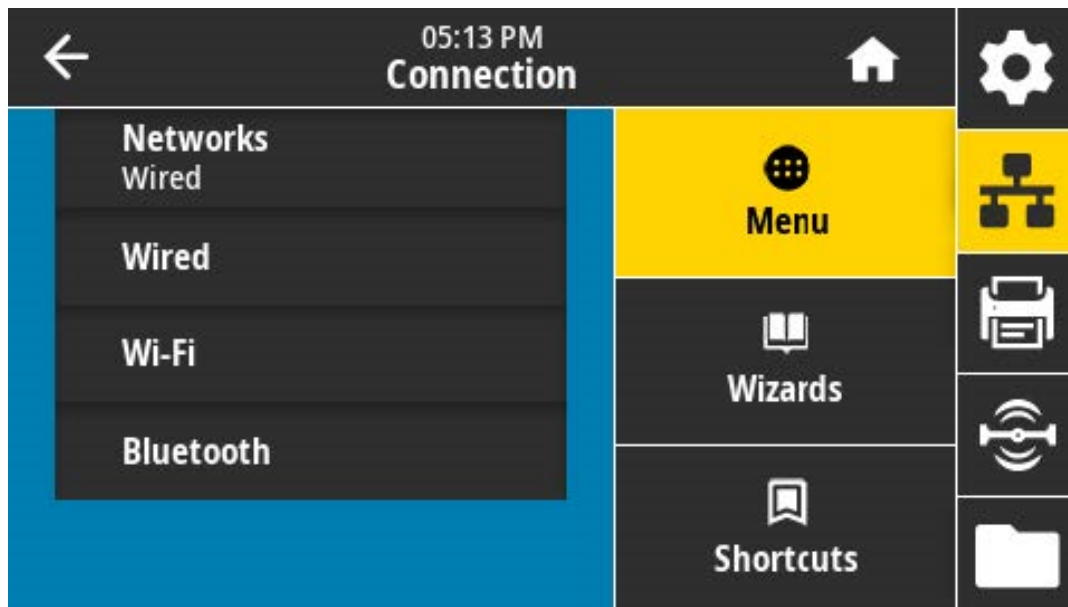 05:13 PM
Connection
Networks
Wired
Wired
Wi-Fi
Bluetooth
Menu
Wizards
Shortcuts